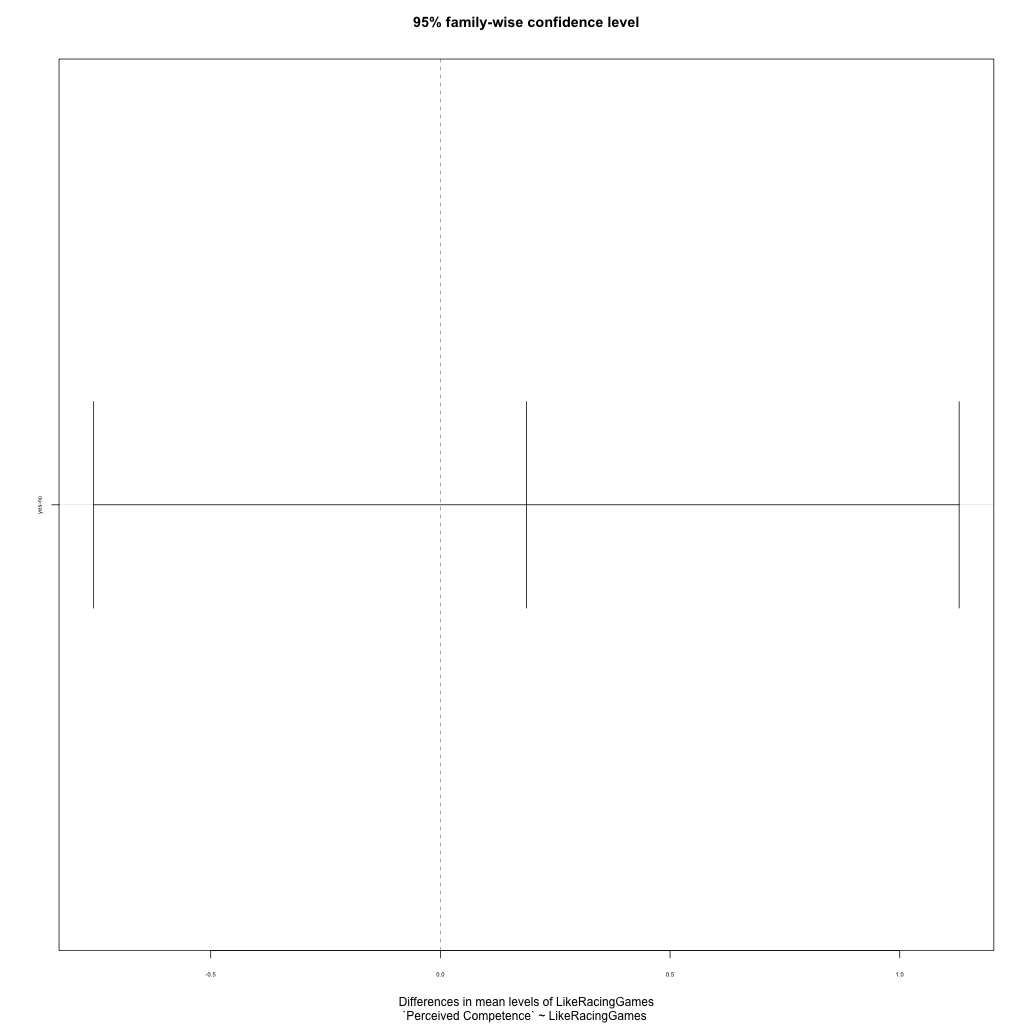 95% family-wise confidence level
yes-no
-0.5 0.0 0.5 1.0
Differences in mean levels of LikeRacingGames
`Perceived Competence` ~ LikeRacingGames